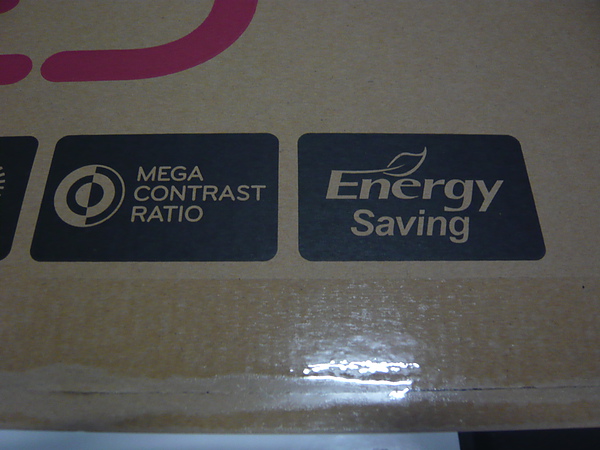 MEGA
CONTRAST
RATIO
Energy
Saving